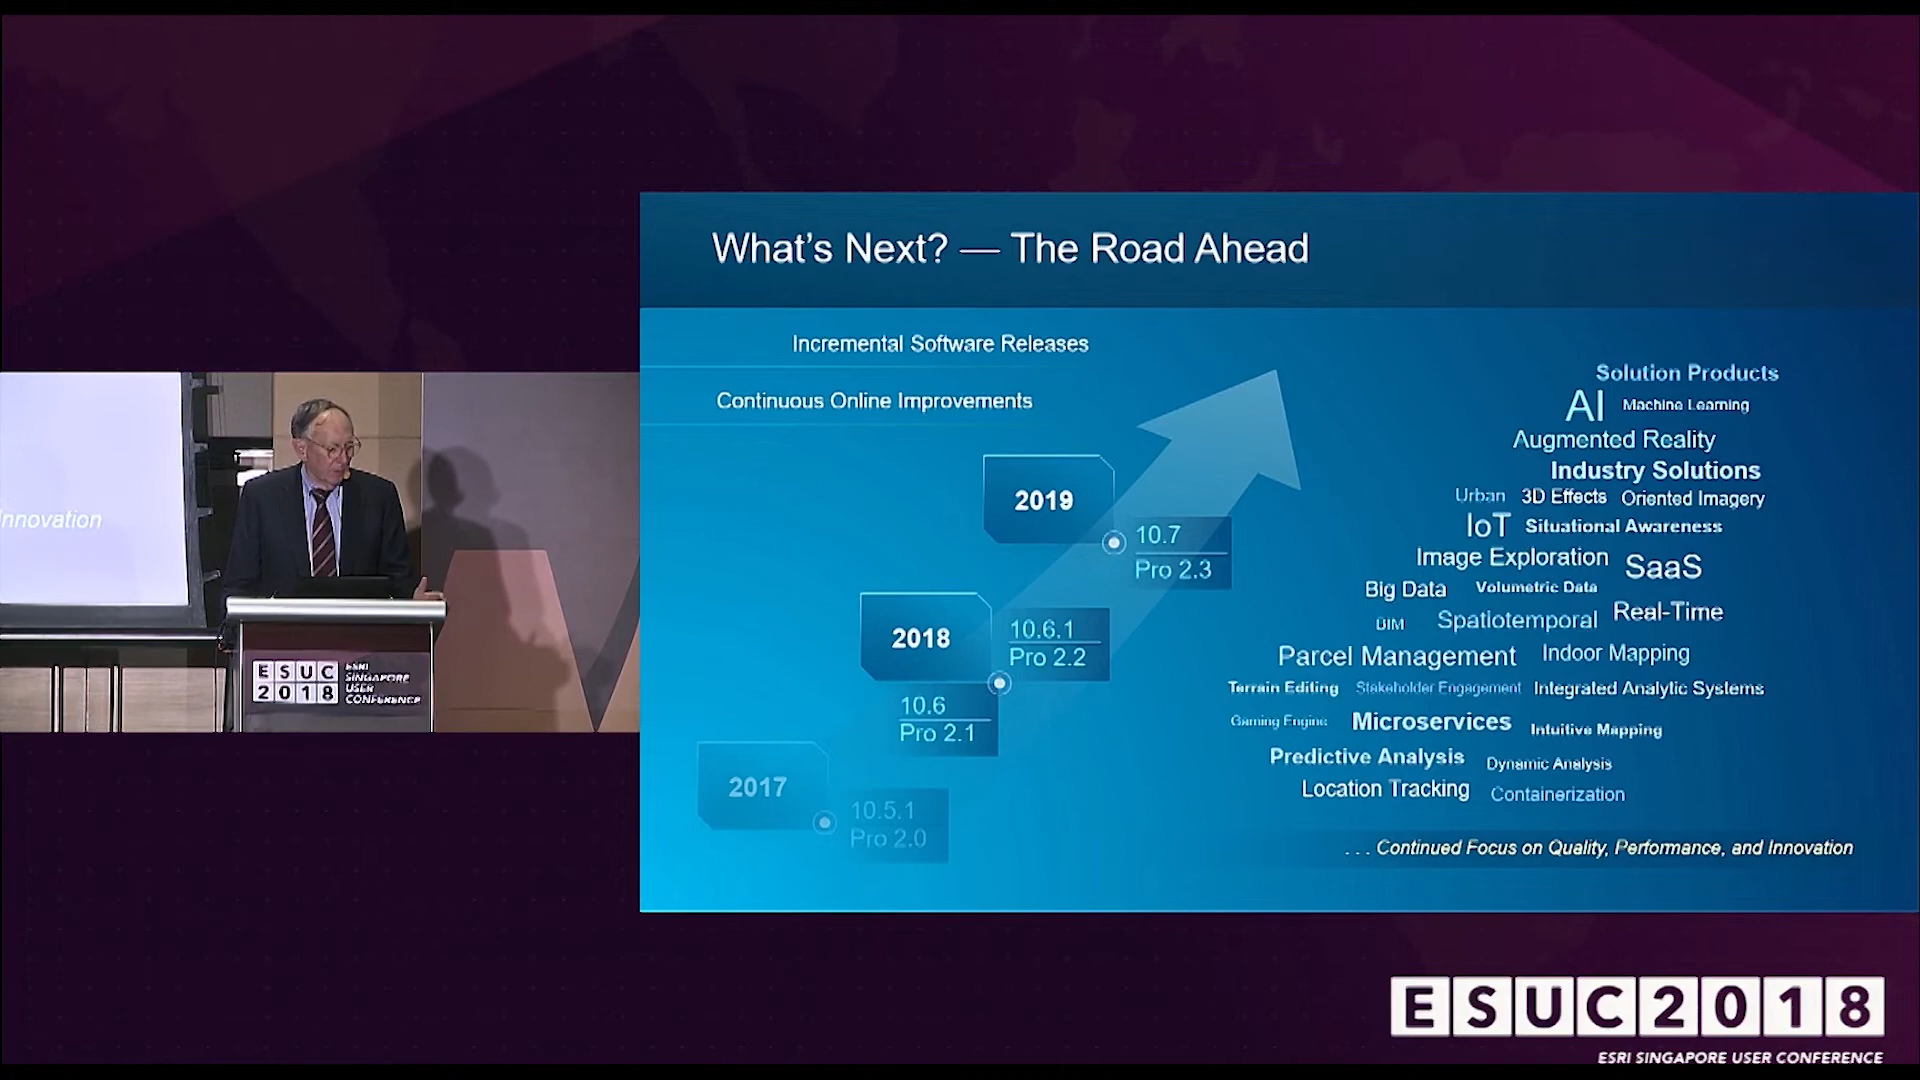 What's Next? — The Road Ahead
Incremental Software Releases
Continuous Online Improvements
2019
10.7
Pro 2.3
2018
10.6.1
Pro 2.2
10.6
Pro 2.1
2017
10.5.1
Pro 2.0
Solution Products
AI Machine Learning
Augmented Reality
Industry Solutions
Urban 3D Effects Oriented Imagery
IoT Situational Awareness
Image Exploration SaaS
Big Data Volumetric Data
BIM Spatiotemporal Real-Time
Parcel Management Indoor Mapping
Terrain Editing Stakeholder Engagement Integrated Analytic Systems
Gaming Engine Microservices Intuitive Mapping
Predictive Analysis Dynamic Analysis
Location Tracking Containerization
. . . Continued Focus on Quality, Performance, and Innovation
Innovation
ESUC
2018
ESRI
SINGAPORE
USER
CONFERENCE
ESUC2018
ESRI SINGAPORE USER CONFERENCE